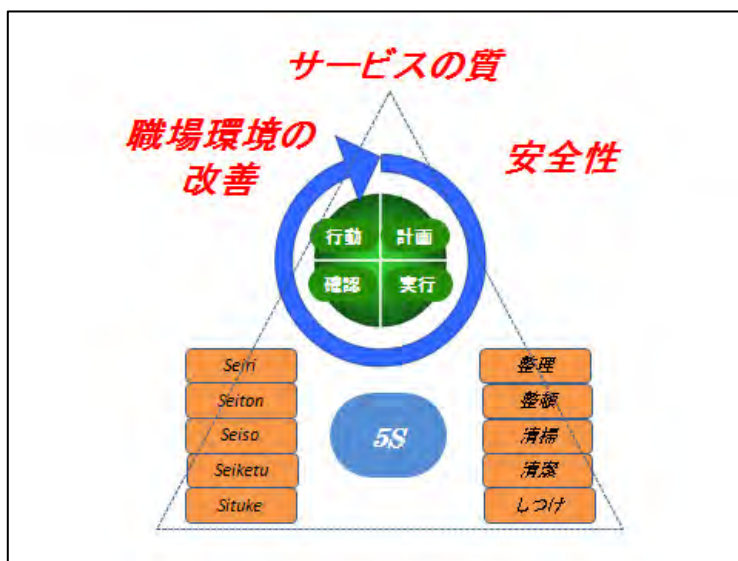 サービスの質
職場環境の
改善
安全性
行動
計画
確認
実行
Seiri
Seiton
Seiso
Seiketu
Situke
5S
整理
整頓
清掃
清潔
しつけ